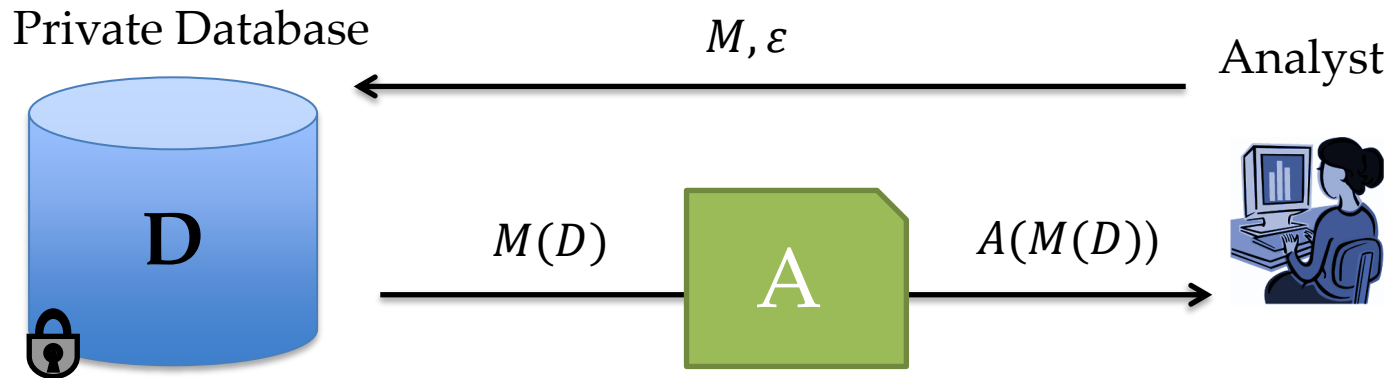 Private Database
M, ε
Analyst
D
M(D)
A
A(M(D))